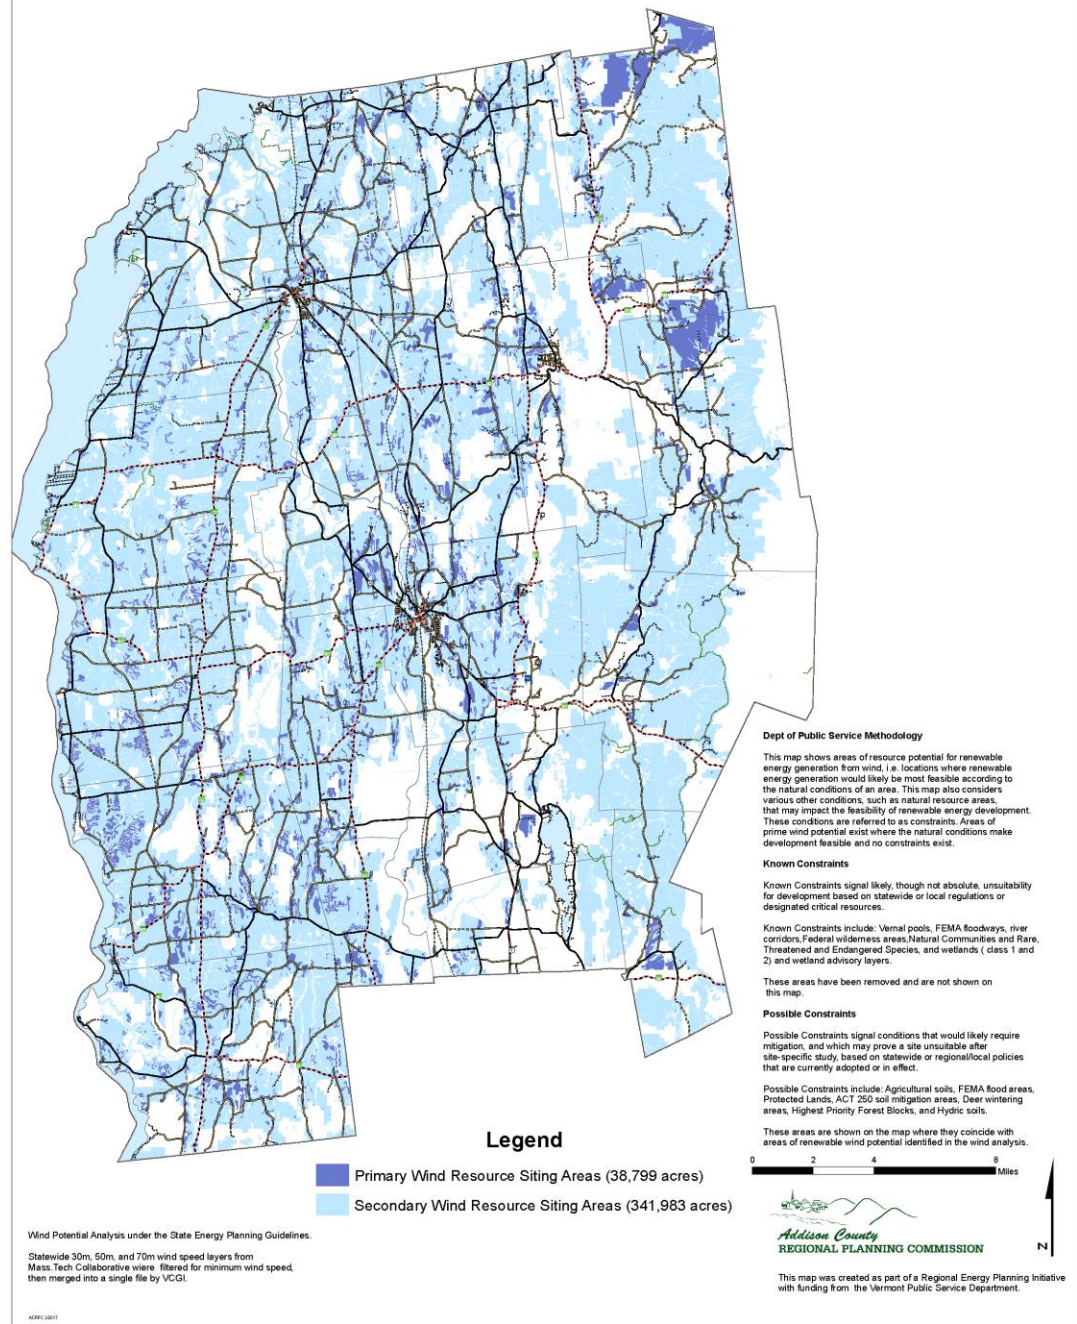 Dept of Public Service Methodology
This map shows areas of resource potential for renewable
energy generation from wind, i.e. locations where renewable
energy generation would likely be most feasible according to
the natural conditions of an area. This map also considers
various other conditions, such as natural resource areas,
that may impact the feasibility of renewable energy development.
These conditions are referred to as constraints. Areas of
prime wind potential exist where the natural conditions make
development feasible and no constraints exist.
Known Constraints
Known Constraints signal likely, though not absolute, unsuitability
for development based on statewide or local regulations or
designated critical resources.
Known Constraints include: Vernal pools, FEMA floodways, river
corridors,Federal wilderness areas,Natural Communities and Rare,
Threatened and Endangered Species, and wetlands ( class 1 and
2) and wetland advisory layers.
These areas have been removed and are not shown on
this map.
Possible Constraints
Possible Constraints signal conditions that would likely require
mitigation, and which may prove a site unsuitable after
site-specific study, based on statewide or regional/local policies
that are currently adopted or in effect.
Possible Constraints include: Agricultural soils, FEMA flood areas,
Protected Lands, ACT 250 soil mitigation areas, Deer wintering
areas, Highest Priority Forest Blocks, and Hydric soils.
These areas are shown on the map where they coincide with
areas of renewable wind potential identified in the wind analysis.
0 2 4 8
Miles
Legend
Primary Wind Resource Siting Areas (38,799 acres)
Secondary Wind Resource Siting Areas (341,983 acres)
Addison County
REGIONAL PLANNING COMMISSION
N
This map was created as part of a Regional Energy Planning Initiative
with funding from the Vermont Public Service Department.
Wind Potential Analysis under the State Energy Planning Guidelines.
Statewide 30m, 50m, and 70m wind speed layers from
Mass.Tech Collaborative wiere filtered for minimum wind speed,
then merged into a single file by VCGI.